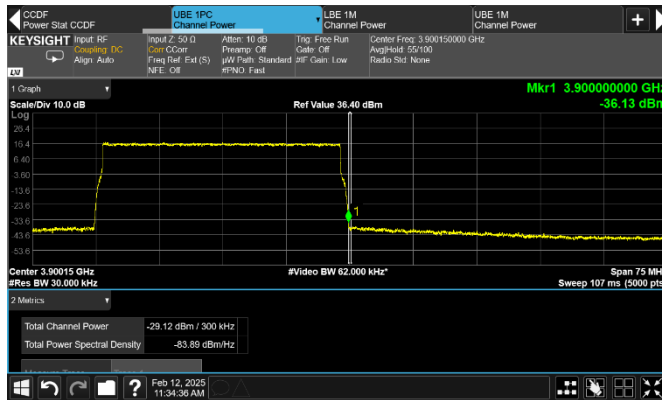 CCDF
Power Stat CCDF
UBE 1PC
Channel Power
LBE 1M
Channel Power
UBE 1M
Channel Power
+
KEYSIGHT
Input: RF
Coupling: DC
Align: Auto
Input Z: 50 Ω
Corr CCorr
Freq Ref: Ext (S)
NFE: Off
Atten: 10 dB
Preamp: Off
µW Path: Standard
#PNO: Fast
Trig: Free Run
Gate: Off
#IF Gain: Low
Center Freq: 3.900150000 GHz
Avg|Hold: 55/100
Radio Std: None
LXI
1 Graph
Mkr1 3.900000000 GHz
Scale/Div 10.0 dB
Ref Value 36.40 dBm
-36.13 dBm
Log
26.4
16.4
6.40
-3.60
-13.6
-23.6
-33.6
-43.6
-53.6
1
Center 3.90015 GHz
#Video BW 62.000 kHz*
Span 75 MH
#Res BW 30.000 kHz
Sweep 107 ms (5000 pts
2 Metrics
Total Channel Power -29.12 dBm / 300 kHz
Total Power Spectral Density -83.89 dBm/Hz
?
Feb 12, 2025
11:34:36 AM